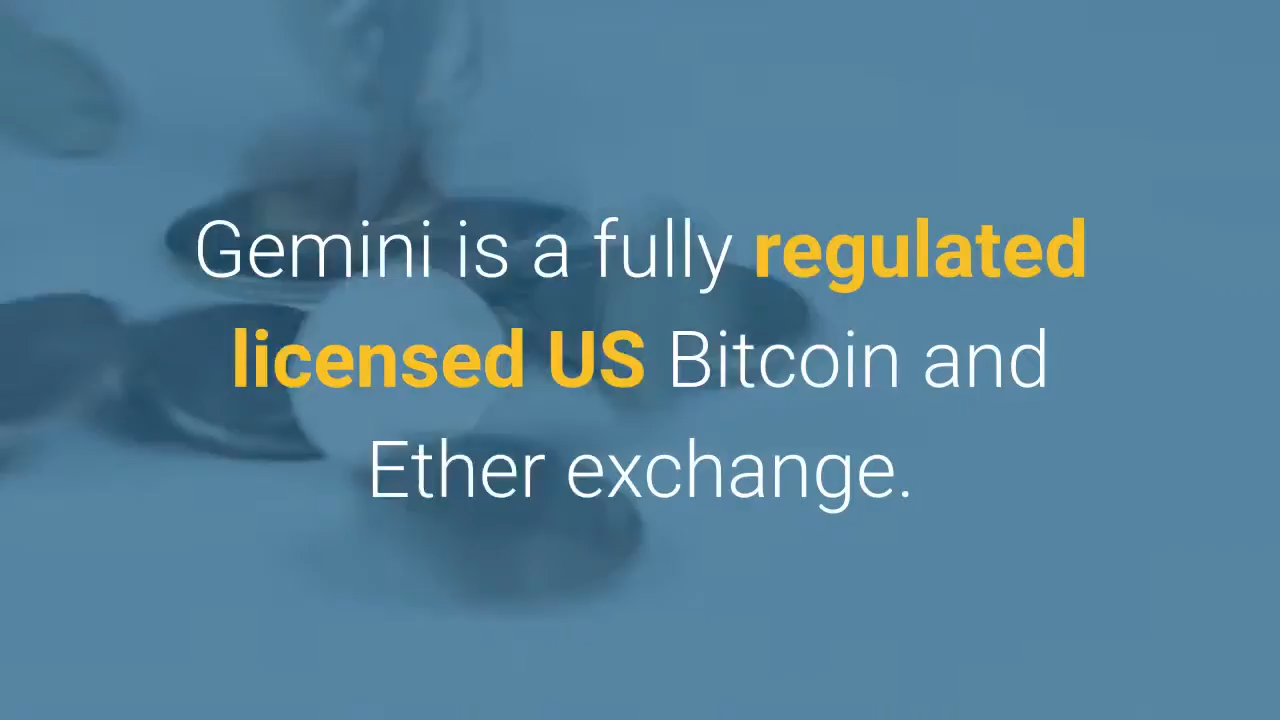 Gemini is a fully regulated
licensed US Bitcoin and
Ether exchange.